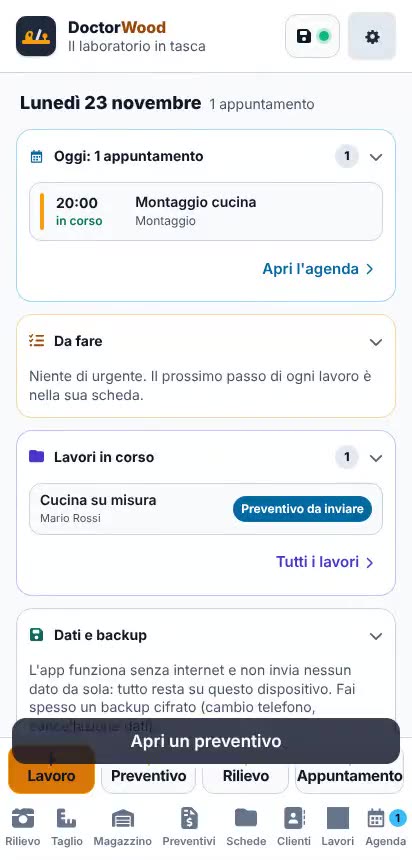 DoctorWood
Il laboratorio in tasca
Lunedì 23 novembre 1 appuntamento
Oggi: 1 appuntamento 1
20:00 Montaggio cucina
in corso Montaggio
Apri l'agenda
Da fare
Niente di urgente. Il prossimo passo di ogni lavoro è
nella sua scheda.
Lavori in corso 1
Cucina su misura
Mario Rossi
Preventivo da inviare
Tutti i lavori
Dati e backup
L'app funziona senza internet e non invia nessun
dato da sola: tutto resta su questo dispositivo. Fai
spesso un backup cifrato (cambio telefono,
cancellazione dati).
Apri un preventivo
Lavoro Preventivo Rilievo Appuntamento
1
Rilievo Taglio Magazzino Preventivi Schede Clienti Lavori Agenda